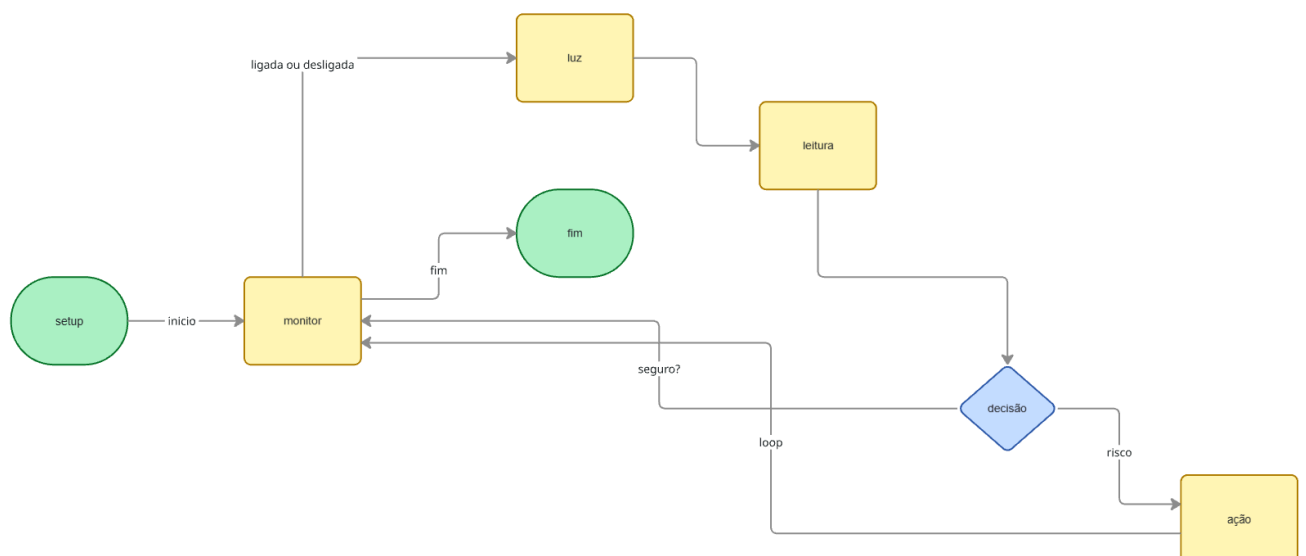 luz
ligada ou desligada
leitura
fim
fim
setup
inicio
monitor
seguro?
decisão
loop
risco
ação